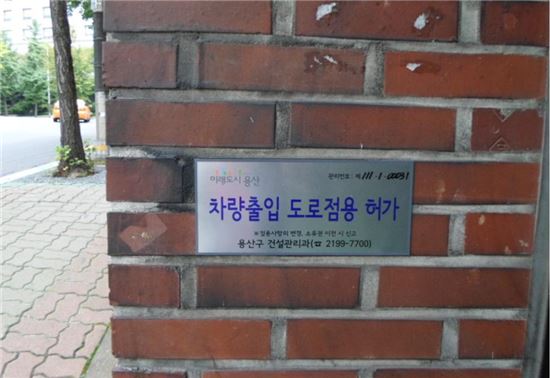 미래도시 용산 관리번호 : 제 111-1-00031
차량출입 도로점용 허가
※점용사항의 변경, 소유권 이전 시 신고
용산구 건설관리과(☎ 2199-7700)